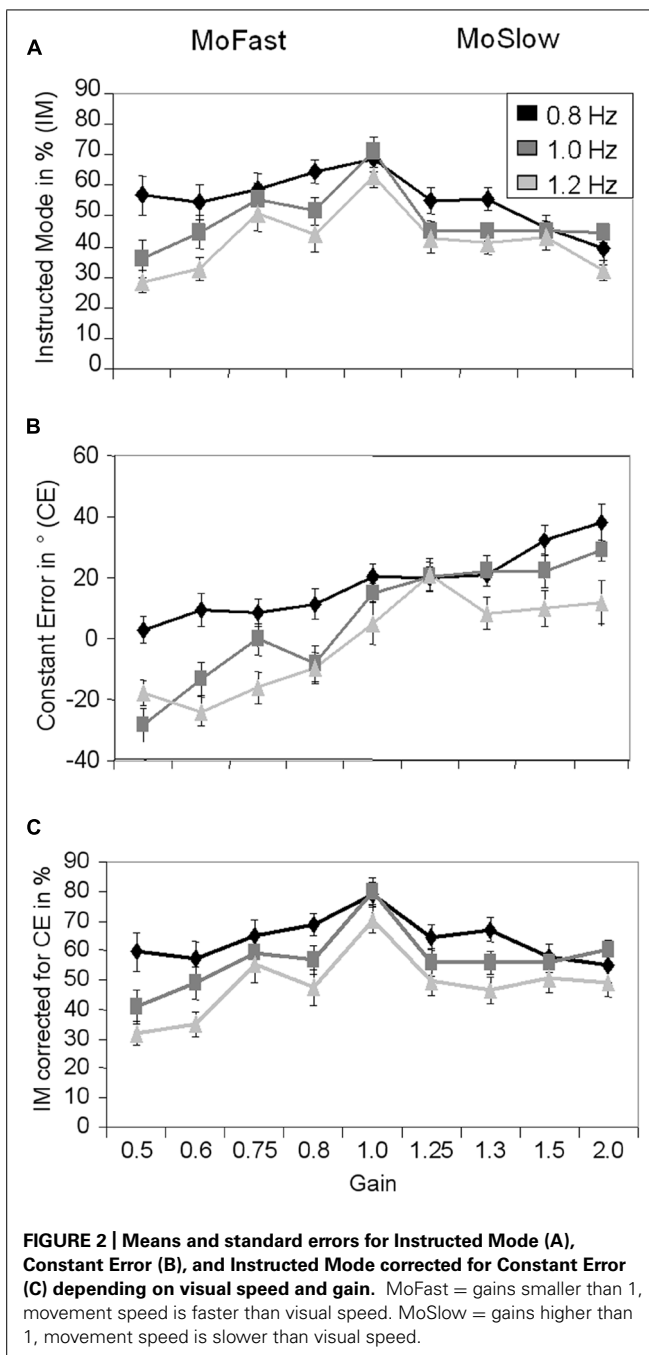 MoFast MoSlow
A
Instructed Mode in % (IM)
90
80
70
60
50
40
30
20
10
0
0.8 Hz
1.0 Hz
1.2 Hz
B
Constant Error in ° (CE)
60
40
20
0
-20
-40
C
IM corrected for CE in %
90
80
70
60
50
40
30
20
10
0
0.5 0.6 0.75 0.8 1.0 1.25 1.3 1.5 2.0
Gain
FIGURE 2 | Means and standard errors for Instructed Mode (A),
Constant Error (B), and Instructed Mode corrected for Constant Error
(C) depending on visual speed and gain. MoFast = gains smaller than 1,
movement speed is faster than visual speed. MoSlow = gains higher than
1, movement speed is slower than visual speed.